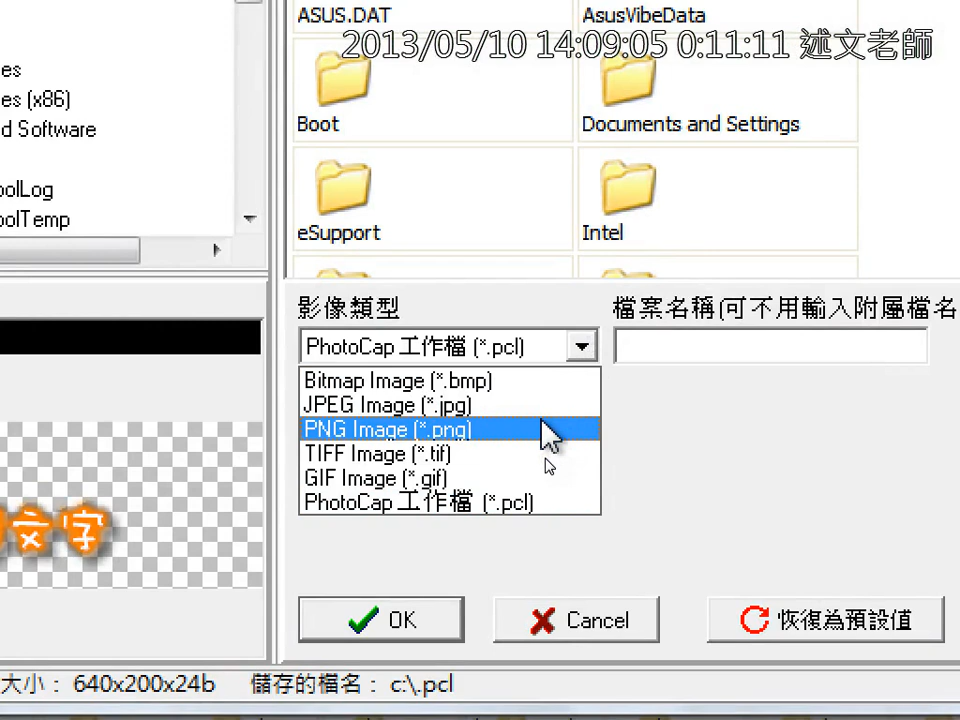 ASUS.DAT
AsusVibeData
2013/05/10 14:09:05 0:11:11 述文老師
es
es (x86)
Boot
Documents and Settings
d Software
oolLog
oolTemp
eSupport
Intel
影像類型
檔案名稱(可不用輸入附屬檔名
PhotoCap 工作檔 (*.pcl)
Bitmap Image (*.bmp)
JPEG Image (*.jpg)
PNG Image (*.png)
TIFF Image (*.tif)
GIF Image (*.gif)
PhotoCap 工作檔 (*.pcl)
文字
OK
Cancel
恢復為預設值
大小： 640x200x24b
儲存的檔名： c:\.pcl